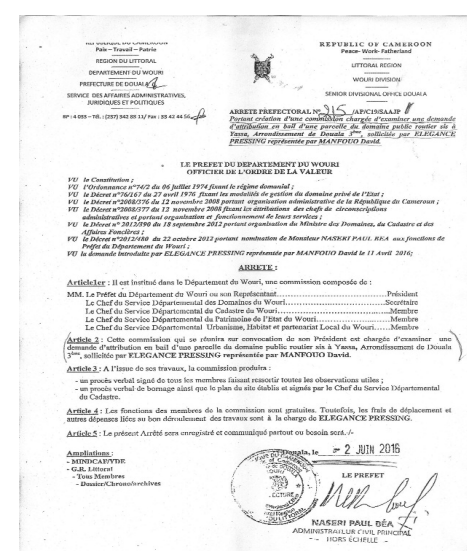 REPUBLIQUE DU CAMEROUN
Paix – Travail – Patrie
REGION DU LITTORAL
DEPARTEMENT DU WOURI
PREFECTURE DE DOUALA
SERVICE DES AFFAIRES ADMINISTRATIVES,
JURIDIQUES ET POLITIQUES
BP : 4 033 – Tél. : (237) 342 88 11/ Fax : 33 42 44 56
REPUBLIC OF CAMEROON
Peace- Work- Fatherland
LITTORAL REGION
WOURI DIVISION
SENIOR DIVISIONAL OFFICE DOUALA
ARRETE PREFECTORAL N° 215 /AP/C19/SAAJP
Portant création d'une commission chargée d'examiner une demande
d'attribution en bail d'une parcelle du domaine public routier sis à
Yassa, Arrondissement de Douala 3ème, sollicitée par ELEGANCE
PRESSING représentée par MANFOUO David.
LE PREFET DU DEPARTEMENT DU WOURI
OFFICIER DE L'ORDRE DE LA VALEUR
VU la Constitution ;
VU l'Ordonnance n°74/2 du 06 juillet 1974 fixant le régime domanial ;
VU le Décret n°76/167 du 27 avril 1976 fixant les modalités de gestion du domaine privé de l'Etat ;
VU le Décret n°2008/376 du 12 novembre 2008 portant organisation administrative de la République du Cameroun ;
VU le Décret n°2008/377 du 12 novembre 2008 fixant les attributions des chefs de circonscriptions
administratives et portant organisation et fonctionnement de leurs services ;
VU le Décret n°2012/390 du 18 septembre 2012 portant organisation du Ministre des Domaines, du Cadastre et des
Affaires Foncières ;
VU le Décret n°2012/480 du 22 octobre 2012 portant nomination de Monsieur NASERI PAUL BEA aux fonctions de
Préfet du Département du Wouri ;
VU la demande introduite par ELEGANCE PRESSING représentée par MANFOUO David le 11 Avril 2016;
ARRETE :
Article1er : Il est institué dans le Département du Wouri, une commission composée de :
MM. Le Préfet du Département du Wouri ou son Représentant..........Président
Le Chef du Service Départemental des Domaines du Wouri..........Secrétaire
Le Chef du Service Départemental du Cadastre du Wouri..........Membre
Le Chef du Service Départemental du Patrimoine de l'Etat du Wouri..........Membre
Le Chef du Service Départemental Urbanisme, Habitat et partenariat Local du Wouri......Membre
Article 2 : Cette commission qui se réunira sur convocation de son Président est chargée d'examiner une
demande d'attribution en bail d'une parcelle du domaine public routier sis à Yassa, Arrondissement de Douala
3ème, sollicitée par ELEGANCE PRESSING représentée par MANFOUO David.
Article 3 : A l'issue de ses travaux, la commission produira :
- un procès verbal signé de tous les membres faisant ressortir toutes les observations utiles ;
- un procès verbal de bornage ainsi que le plan du site établis et signés par le Chef du Service Départemental
du Cadastre.
Article 4 : Les fonctions des membres de la commission sont gratuites. Toutefois, les frais de déplacement et
autres dépenses liées au bon déroulement des travaux sont à la charge de ELEGANCE PRESSING.
Article 5 : Le présent Arrêté sera enregistré et communiqué partout ou besoin sera./-
Ampliations :
- MINDCAF/YDE
- G.R. Littoral
- Tous Membres
- Dossier/Chrono/archives
Douala, le 2 JUIN 2016
LE PREFET
NASERI PAUL BÉA
ADMINISTRATEUR CIVIL PRINCIPAL
- - HORS ECHELLE -